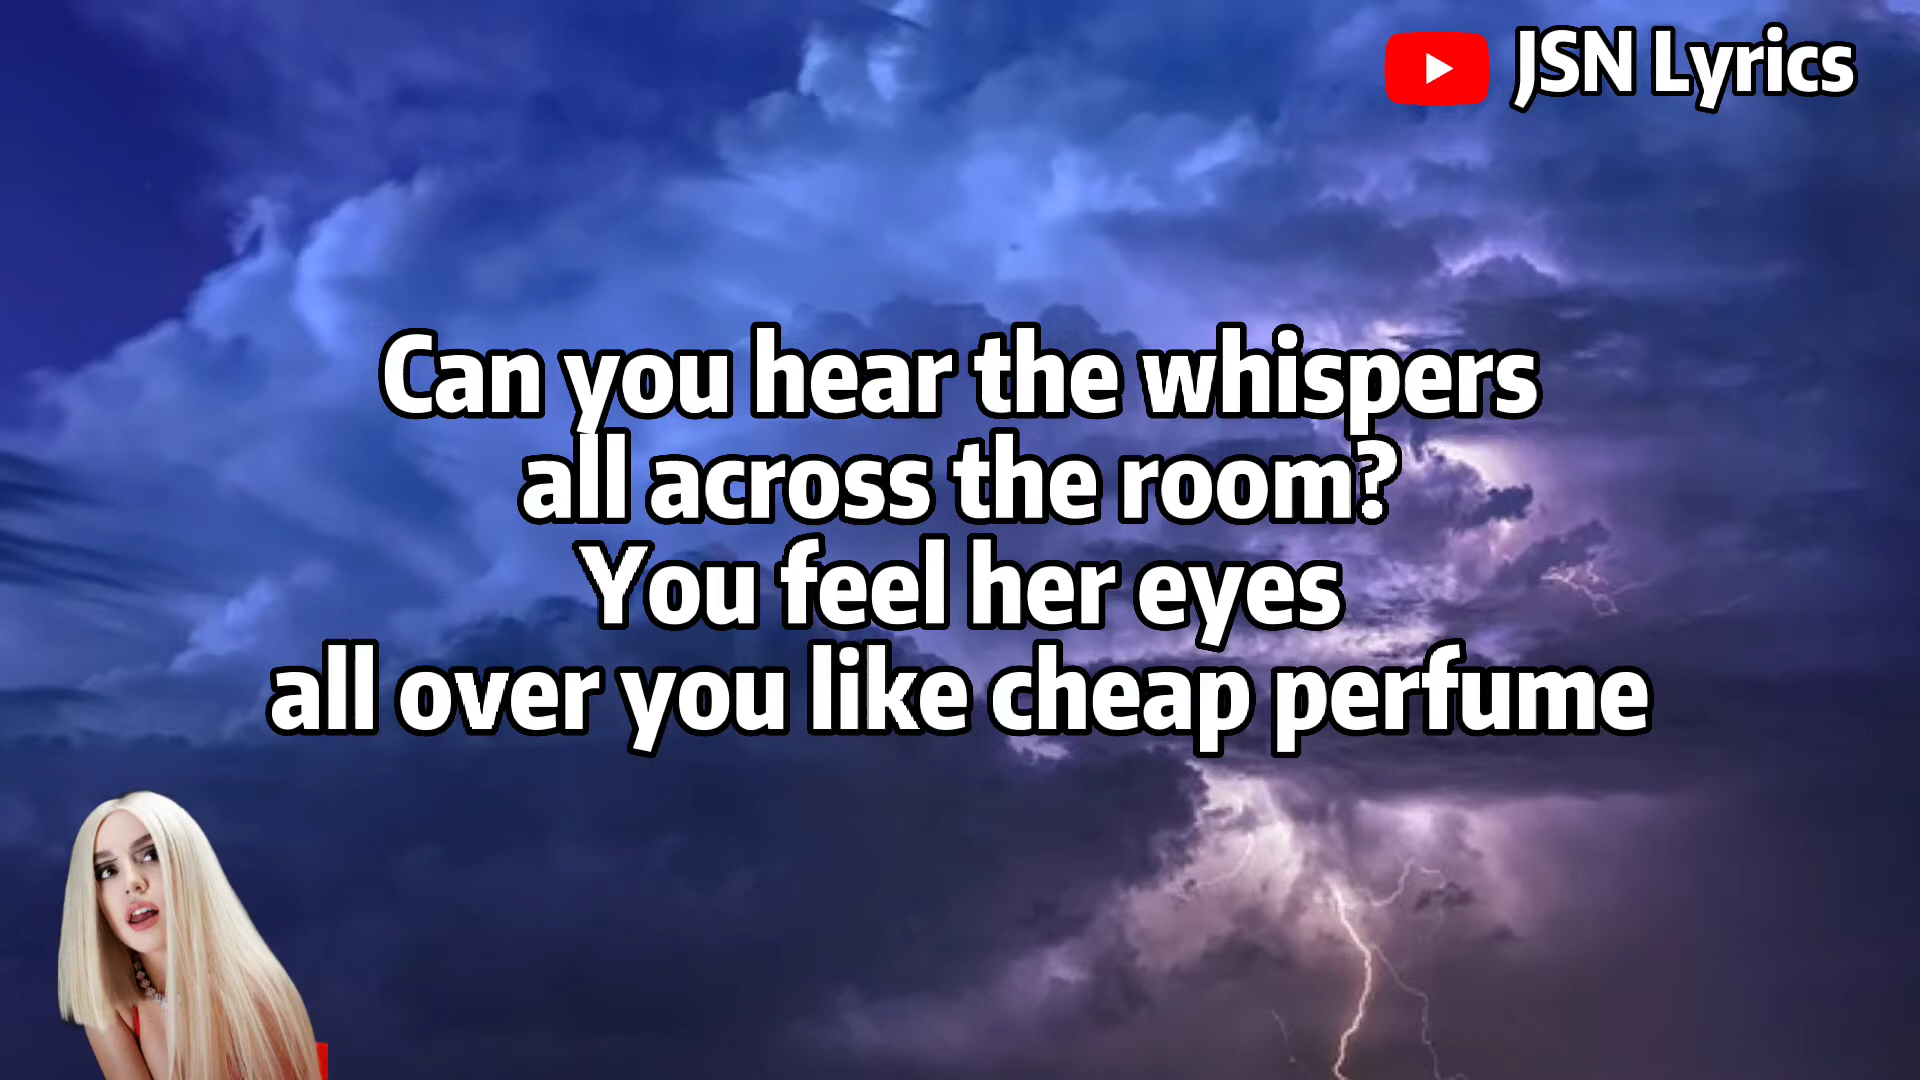 JSN Lyrics
Can you hear the whispers
all across the room?
You feel her eyes
all over you like cheap perfume